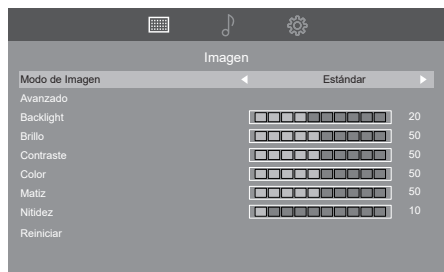 Imagen
Modo de Imagen Estándar
Avanzado
Backlight 20
Brillo 50
Contraste 50
Color 50
Matiz 50
Nitidez 10
Reiniciar